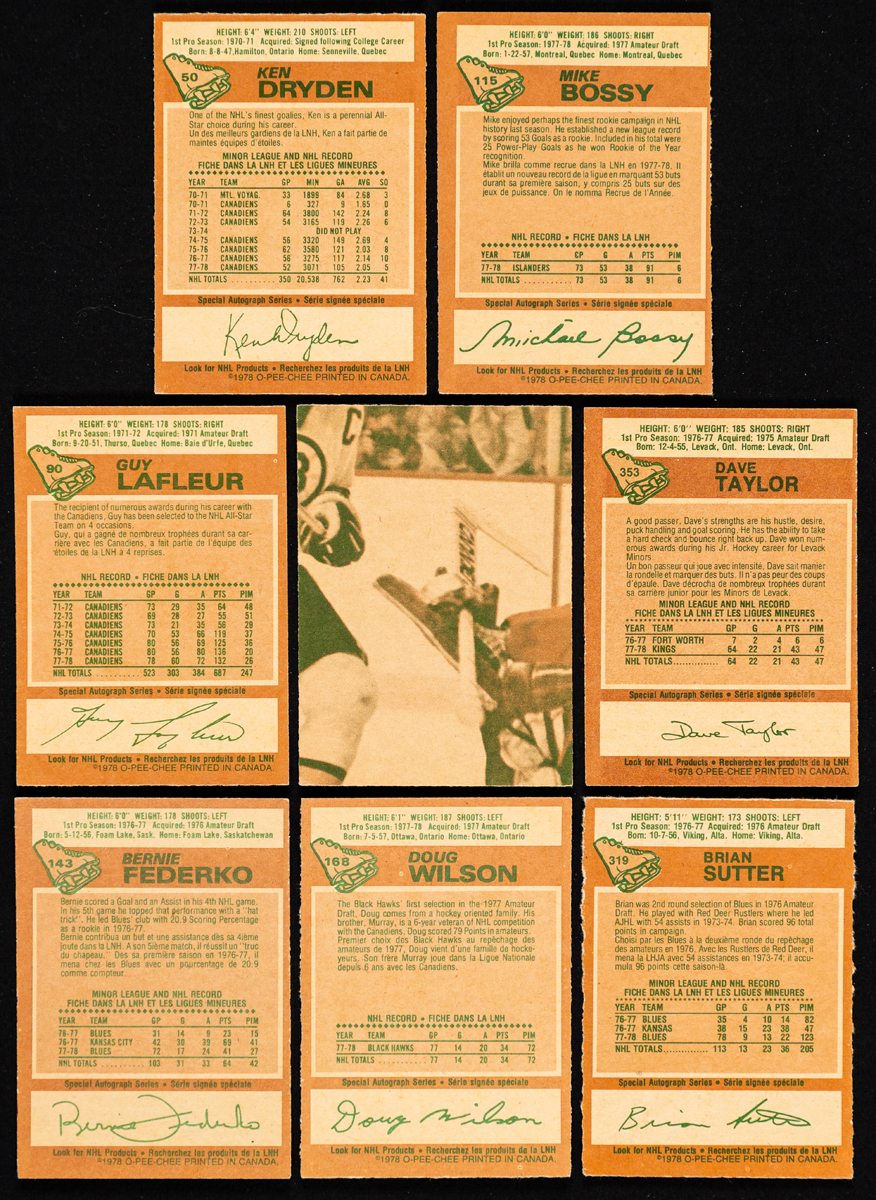 HEIGHT: 6'4" WEIGHT: 210 SHOOTS: LEFT
1st Pro Season: 1970-71 Acquired: Signed following College Career
Born: 8-8-47, Hamilton, Ontario Home: Senneville, Quebec
50
KEN
DRYDEN
One of the NHL's finest goalies, Ken is a perennial All-
Star choice during his career.
Un des meilleurs gardiens de la LNH, Ken a fait partie de
maintes équipes d'étoiles.
MINOR LEAGUE AND NHL RECORD
FICHE DANS LA LNH ET LES LIGUES MINEURES
YEAR TEAM GP MIN GA AVG SO
70-71 MTL. VOYAG. 33 1899 84 2.68 3
70-71 CANADIENS 6 327 9 1.65 0
71-72 CANADIENS 64 3800 142 2.24 8
72-73 CANADIENS 54 3165 119 2.26 6
73-74 DID NOT PLAY
74-75 CANADIENS 56 3320 149 2.69 4
75-76 CANADIENS 62 3580 121 2.03 8
76-77 CANADIENS 56 3275 117 2.14 10
77-78 CANADIENS 52 3071 105 2.05 5
NHL TOTALS .......... 350 20,538 762 2.23 41
Special Autograph Series • Série signée spéciale
Ken Dryden
Look for NHL Products • Recherchez les produits de la LNH
©1978 O-PEE-CHEE PRINTED IN CANADA.
HEIGHT: 6'0" WEIGHT: 186 SHOOTS: RIGHT
1st Pro Season: 1977-78 Acquired: 1977 Amateur Draft
Born: 1-22-57, Montreal, Quebec Home: Montreal, Quebec
115
MIKE
BOSSY
Mike enjoyed perhaps the finest rookie campaign in NHL
history last season. He established a new league record
by scoring 53 Goals as a rookie. Included in his total were
25 Power-Play Goals as he won Rookie of the Year
recognition.
Mike brilla comme recrue dans la LNH en 1977-78. Il
établit un nouveau record de la ligue en marquant 53 buts
durant sa première saison, y compris 25 buts sur des
jeux de puissance. On le nomma Recrue de l'Année.
NHL RECORD • FICHE DANS LA LNH
YEAR TEAM GP G A PTS PIM
77-78 ISLANDERS 73 53 38 91 6
NHL TOTALS .......... 73 53 38 91 6
Special Autograph Series • Série signée spéciale
Michael Bossy
Look for NHL Products • Recherchez les produits de la LNH
©1978 O-PEE-CHEE PRINTED IN CANADA.
HEIGHT: 6'0" WEIGHT: 178 SHOOTS: RIGHT
1st Pro Season: 1971-72 Acquired: 1971 Amateur Draft
Born: 9-20-51, Thurso, Quebec Home: Baie d'Urfe, Quebec
90
GUY
LAFLEUR
The recipient of numerous awards during his career with
the Canadiens, Guy has been selected to the NHL All-Star
Team on 4 occasions.
Guy, qui a gagné de nombreux trophées durant sa car-
rière avec les Canadiens, a fait partie de l'équipe des
étoiles de la LNH à 4 reprises.
NHL RECORD • FICHE DANS LA LNH
YEAR TEAM GP G A PTS PIM
71-72 CANADIENS 73 29 35 64 48
72-73 CANADIENS 69 28 27 55 51
73-74 CANADIENS 73 21 35 56 29
74-75 CANADIENS 70 53 66 119 37
75-76 CANADIENS 80 56 69 125 36
76-77 CANADIENS 80 56 80 136 20
77-78 CANADIENS 78 60 72 132 26
NHL TOTALS .......... 523 303 384 687 247
Special Autograph Series • Série signée spéciale
Guy Lafleur
Look for NHL Products • Recherchez les produits de la LNH
©1978 O-PEE-CHEE PRINTED IN CANADA.
C
HEIGHT: 6'0" WEIGHT: 185 SHOOTS: RIGHT
1st Pro Season: 1976-77 Acquired: 1975 Amateur Draft
Born: 12-4-55, Levack, Ont. Home: Levack, Ont.
353
DAVE
TAYLOR
A good passer, Dave's strengths are his hustle, desire,
puck handling and goal scoring. He has the ability to take
a hard check and bounce right back up. Dave won num-
erous awards during his Jr. Hockey career for Levack
Minors.
Un bon passeur qui joue avec intensité, Dave sait manier
la rondelle et marquer des buts. Il n'a pas peur des coups
d'épaule. Dave décrocha de nombreux trophées durant
sa carrière junior pour les Minors de Levack.
MINOR LEAGUE AND NHL RECORD
FICHE DANS LA LNH ET LES LIGUES MINEURES
YEAR TEAM GP G A PTS PIM
76-77 FORT WORTH 7 2 4 6 6
77-78 KINGS 64 22 21 43 47
NHL TOTALS............... 64 22 21 43 47
Special Autograph Series • Série signée spéciale
Dave Taylor
Look for NHL Products • Recherchez les produits de la LNH
©1978 O-PEE-CHEE PRINTED IN CANADA.
HEIGHT: 6'0" WEIGHT: 178 SHOOTS: LEFT
1st Pro Season: 1976-77 Acquired: 1976 Amateur Draft
Born: 5-12-56, Foam Lake, Sask. Home: Foam Lake, Saskatchewan
143
BERNIE
FEDERKO
Bernie scored a Goal and an Assist in his 4th NHL game.
In his 5th game he topped that performance with a "hat
trick". He led Blues' club with 20.9 Scoring Percentage
as a rookie in 1976-77.
Bernie contribua un but et une assistance dès sa 4ième
joute dans la LNH. A son 5ième match, il réussit un "truc
du chapeau." Dès sa première saison en 1976-77, il
mena chez les Blues avec un pourcentage de 20.9
comme compteur.
MINOR LEAGUE AND NHL RECORD
FICHE DANS LA LNH ET LES LIGUES MINEURES
YEAR TEAM GP G A PTS PIM
76-77 BLUES 31 14 9 23 15
76-77 KANSAS CITY 42 30 39 69 41
77-78 BLUES 72 17 24 41 27
NHL TOTALS .......... 103 31 33 64 42
Special Autograph Series • Série signée spéciale
Bernie Federko
Look for NHL Products • Recherchez les produits de la LNH
©1978 O-PEE-CHEE PRINTED IN CANADA.
HEIGHT: 6'1" WEIGHT: 187 SHOOTS: LEFT
1st Pro Season: 1977-78 Acquired: 1977 Amateur Draft
Born: 7-5-57, Ottawa, Ontario Home: Ottawa, Ontario
168
DOUG
WILSON
The Black Hawks' first selection in the 1977 Amateur
Draft, Doug comes from a hockey oriented family. His
brother, Murray, is a 6-year veteran of NHL competition
with the Canadiens. Doug scored 79 Points in amateurs.
Premier choix des Black Hawks au repêchage des
amateurs de 1977, Doug vient d'une famille de hocke-
yeurs. Son frère Murray joue dans la Ligue Nationale
depuis 6 ans avec les Canadiens.
NHL RECORD • FICHE DANS LA LNH
YEAR TEAM GP G A PTS PIM
77-78 BLACK HAWKS 77 14 20 34 72
NHL TOTALS .......... 77 14 20 34 72
Special Autograph Series • Série signée spéciale
Doug Wilson
Look for NHL Products • Recherchez les produits de la LNH
©1978 O-PEE-CHEE PRINTED IN CANADA.
HEIGHT: 5'11" WEIGHT: 173 SHOOTS: LEFT
1st Pro Season: 1976-77 Acquired: 1976 Amateur Draft
Born: 10-7-56, Viking, Alta. Home: Viking, Alta.
319
BRIAN
SUTTER
Brian was 2nd round selection of Blues in 1976 Amateur
Draft. He played with Red Deer Rustlers where he led
AJHL with 54 assists in 1973-74. Brian scored 96 total
points in campaign.
Choisi par les Blues à la deuxième ronde du repêchage
des amateurs en 1976. Avec les Rustlers de Red Deer, il
mena la LHJA avec 54 assistances en 1973-74; il accu-
mula 96 points cette saison-là.
MINOR LEAGUE AND NHL RECORD
FICHE DANS LA LNH ET LES LIGUES MINEURES
YEAR TEAM GP G A PTS PIM
76-77 BLUES 35 4 10 14 82
76-77 KANSAS 38 15 23 38 47
77-78 BLUES 78 9 13 22 123
NHL TOTALS............... 113 13 23 36 205
Special Autograph Series • Série signée spéciale
Brian Sutter
Look for NHL Products • Recherchez les produits de la LNH
©1978 O-PEE-CHEE PRINTED IN CANADA.